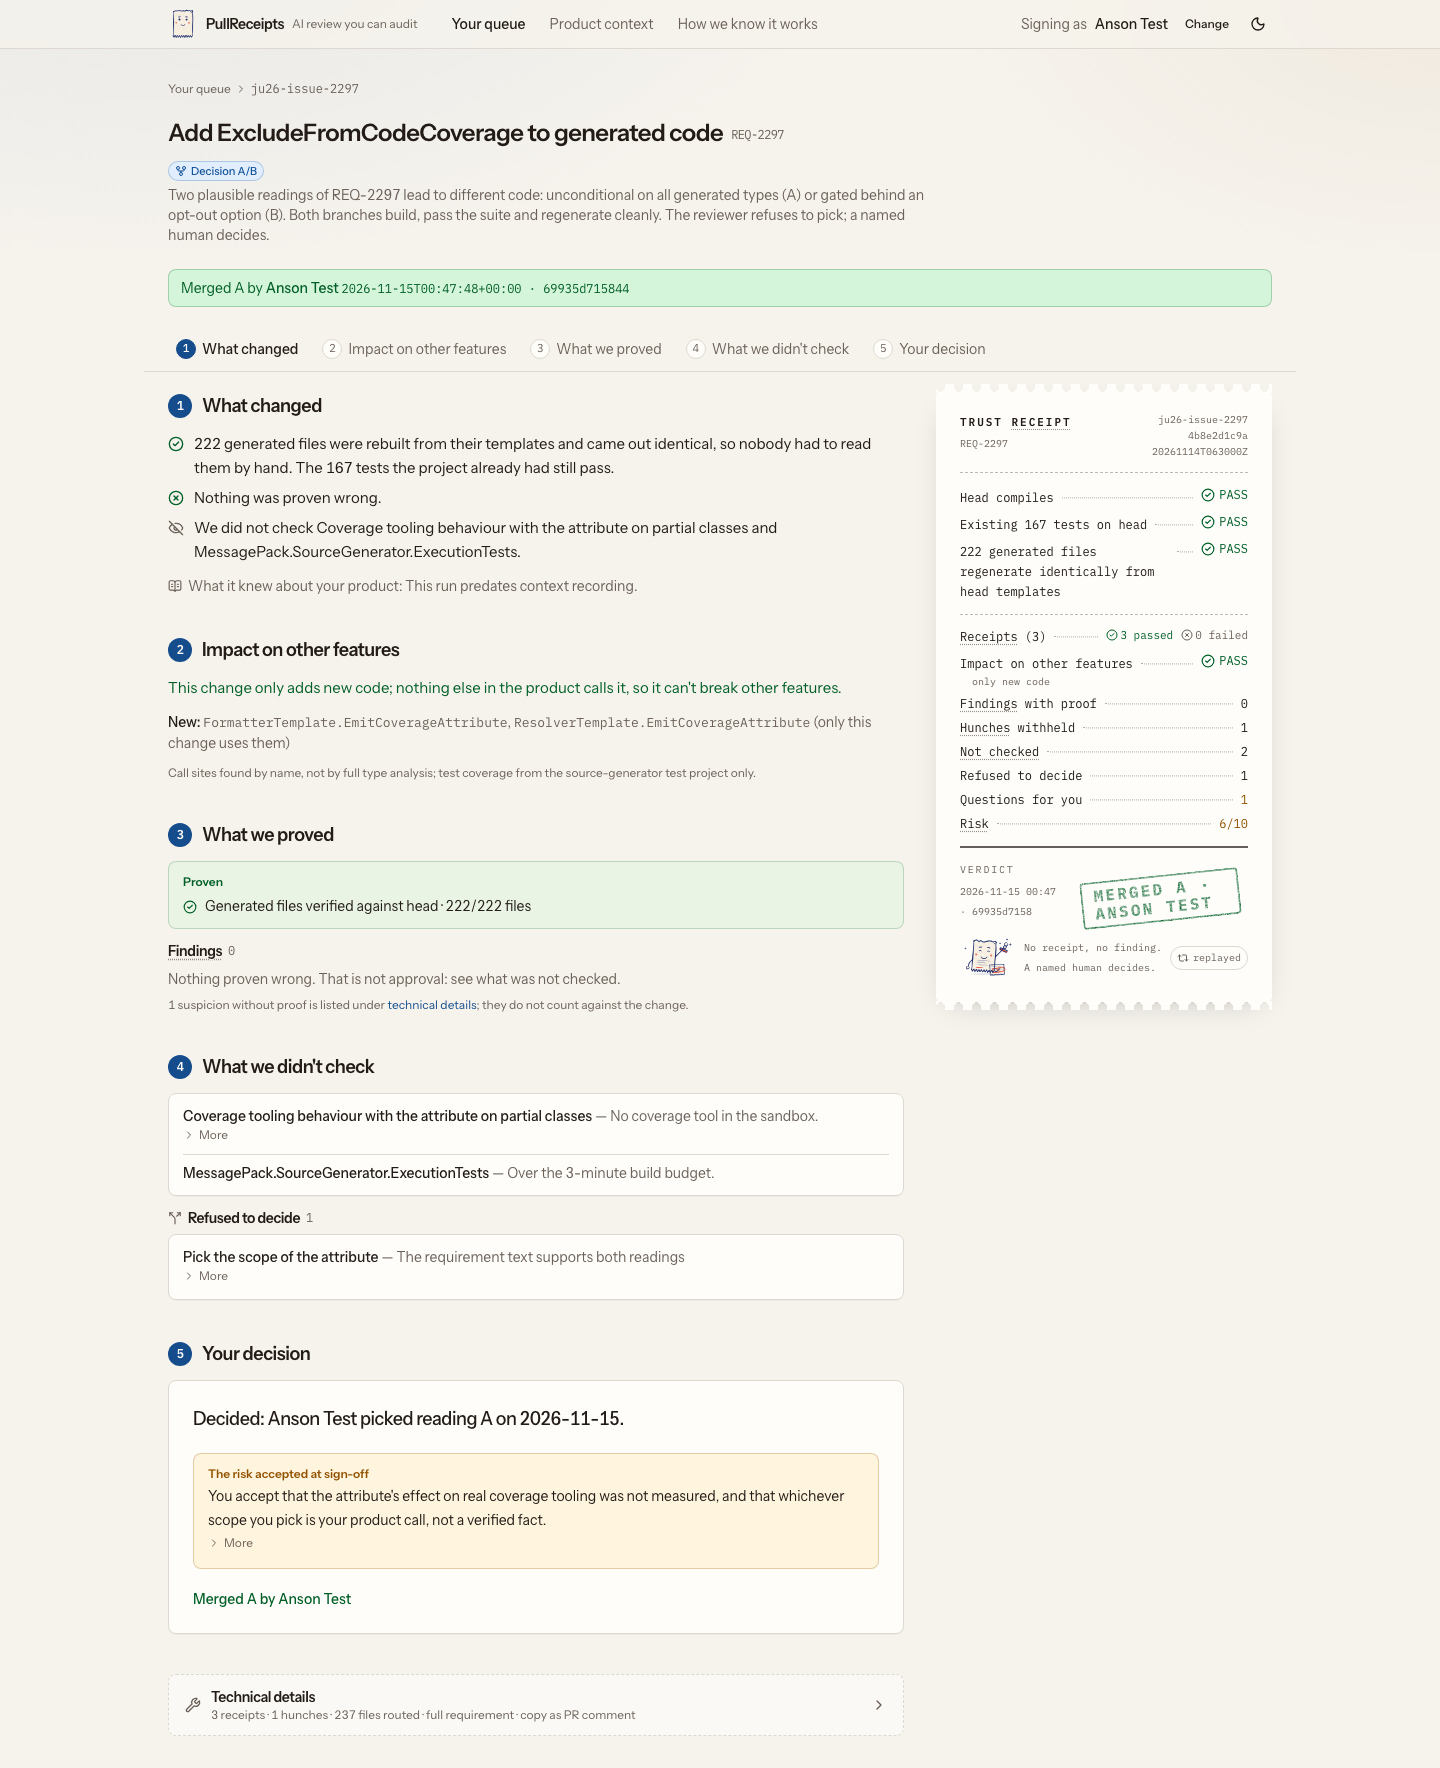 PullReceipts AI review you can audit Your queue Product context How we know it works Signing as Anson Test Change
Your queue > ju26-issue-2297
Add ExcludeFromCodeCoverage to generated code REQ-2297
Decision A/B
Two plausible readings of REQ-2297 lead to different code: unconditional on all generated types (A) or gated behind an
opt-out option (B). Both branches build, pass the suite and regenerate cleanly. The reviewer refuses to pick; a named
human decides.
Merged A by Anson Test 2026-11-15T00:47:48+00:00 · 69935d715844
1 What changed 2 Impact on other features 3 What we proved 4 What we didn't check 5 Your decision
1 What changed
222 generated files were rebuilt from their templates and came out identical, so nobody had to read
them by hand. The 167 tests the project already had still pass.
Nothing was proven wrong.
We did not check Coverage tooling behaviour with the attribute on partial classes and
MessagePack.SourceGenerator.ExecutionTests.
What it knew about your product: This run predates context recording.
2 Impact on other features
This change only adds new code; nothing else in the product calls it, so it can't break other features.
New: FormatterTemplate.EmitCoverageAttribute, ResolverTemplate.EmitCoverageAttribute (only this
change uses them)
Call sites found by name, not by full type analysis; test coverage from the source-generator test project only.
3 What we proved
Proven
Generated files verified against head · 222/222 files
Findings 0
Nothing proven wrong. That is not approval: see what was not checked.
1 suspicion without proof is listed under technical details; they do not count against the change.
4 What we didn't check
Coverage tooling behaviour with the attribute on partial classes — No coverage tool in the sandbox.
> More
MessagePack.SourceGenerator.ExecutionTests — Over the 3-minute build budget.
Refused to decide 1
Pick the scope of the attribute — The requirement text supports both readings
> More
5 Your decision
Decided: Anson Test picked reading A on 2026-11-15.
The risk accepted at sign-off
You accept that the attribute's effect on real coverage tooling was not measured, and that whichever
scope you pick is your product call, not a verified fact.
> More
Merged A by Anson Test
Technical details
3 receipts · 1 hunches · 237 files routed · full requirement · copy as PR comment
TRUST RECEIPT
REQ-2297
ju26-issue-2297
4b8e2d1c9a
20261114T063000Z
Head compiles PASS
Existing 167 tests on head PASS
222 generated files PASS
regenerate identically from
head templates
Receipts (3) 3 passed 0 failed
Impact on other features PASS
only new code
Findings with proof 0
Hunches withheld 1
Not checked 2
Refused to decide 1
Questions for you 1
Risk 6/10
VERDICT
2026-11-15 00:47
· 69935d7158
MERGED A ·
ANSON TEST
No receipt, no finding.
A named human decides.
replayed